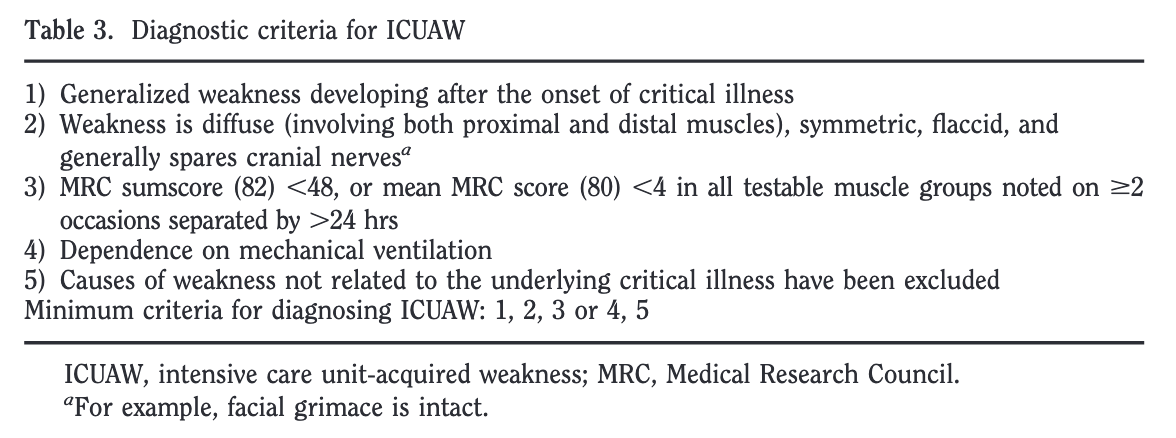 Table 3. Diagnostic criteria for ICUAW
1) Generalized weakness developing after the onset of critical illness
2) Weakness is diffuse (involving both proximal and distal muscles), symmetric, flaccid, and
generally spares cranial nervesᵃ
3) MRC sumscore (82) <48, or mean MRC score (80) <4 in all testable muscle groups noted on ≥2
occasions separated by >24 hrs
4) Dependence on mechanical ventilation
5) Causes of weakness not related to the underlying critical illness have been excluded
Minimum criteria for diagnosing ICUAW: 1, 2, 3 or 4, 5
ICUAW, intensive care unit-acquired weakness; MRC, Medical Research Council.
ᵃFor example, facial grimace is intact.